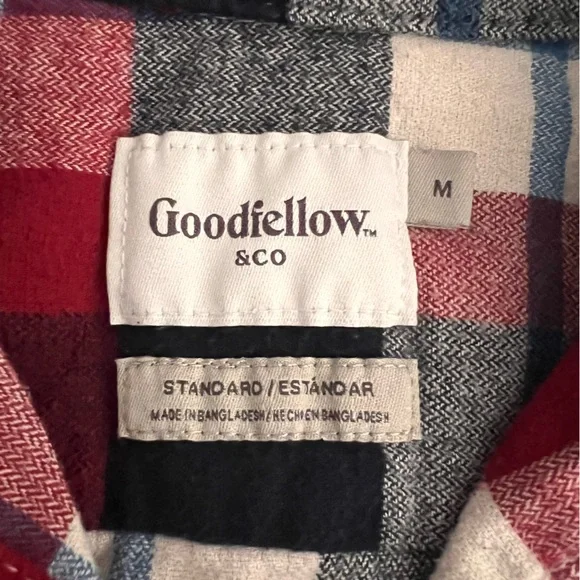 Goodfellow™
&CO
M
STANDARD / ESTÁNDAR
MADE IN BANGLADESH / HECHO EN BANGLADESH